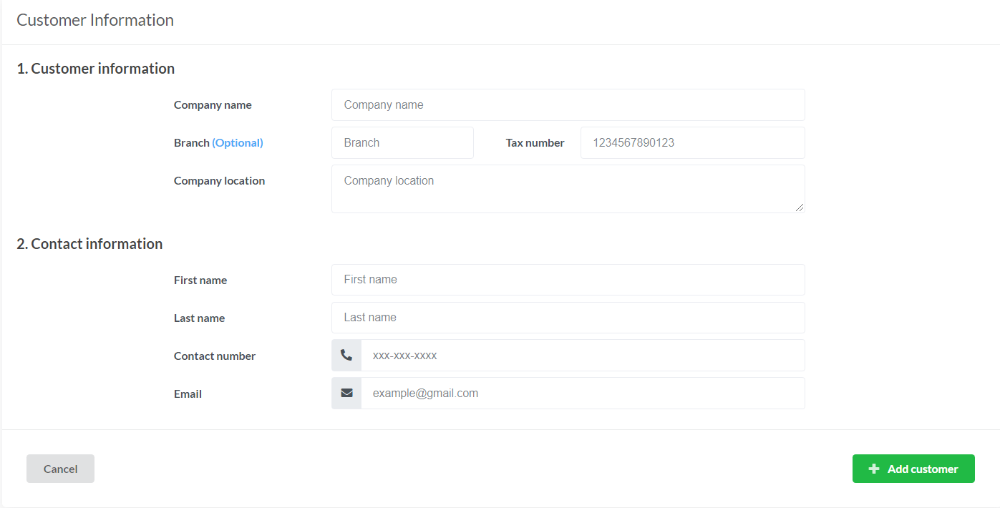 Customer Information
1. Customer information
Company name Company name
Branch (Optional) Branch Tax number 1234567890123
Company location Company location
2. Contact information
First name First name
Last name Last name
Contact number xxx-xxx-xxxx
Email example@gmail.com
Cancel Add customer